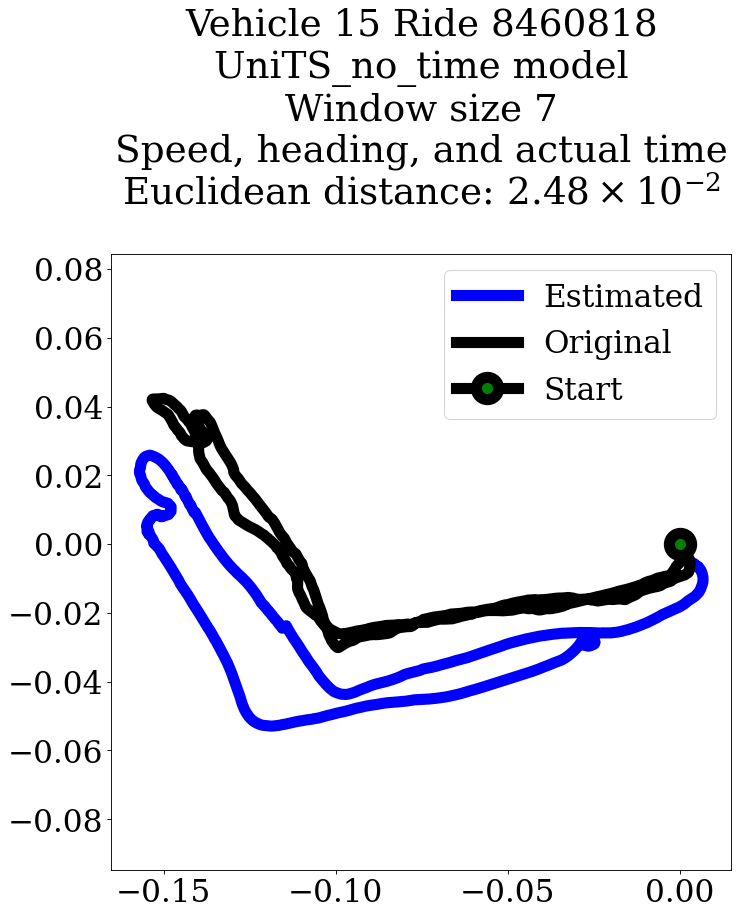 Vehicle 15 Ride 8460818
UniTS_no_time model
Window size 7
Speed, heading, and actual time
Euclidean distance: 2.48 × 10⁻²
Estimated
Original
Start
0.08
0.06
0.04
0.02
0.00
−0.02
−0.04
−0.06
−0.08
−0.15
−0.10
−0.05
0.00